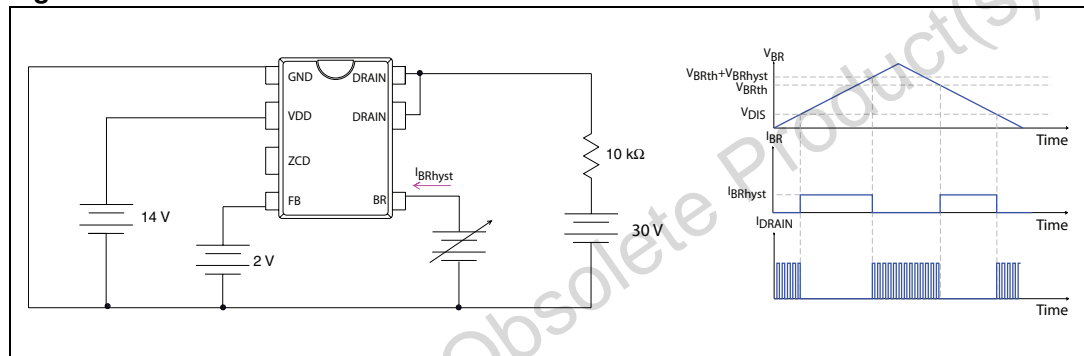 GND
DRAIN
VDD
DRAIN
ZCD
FB
BR
IBRhyst
14 V
2 V
10 kΩ
30 V
VBR
VBRth+VBRhyst
VBRth
VDIS
Time
IBR
IBRhyst
Time
IDRAIN
Time
Obsolete Product(s)